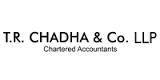 T.R. CHADHA & Co. LLP
Chartered Accountants